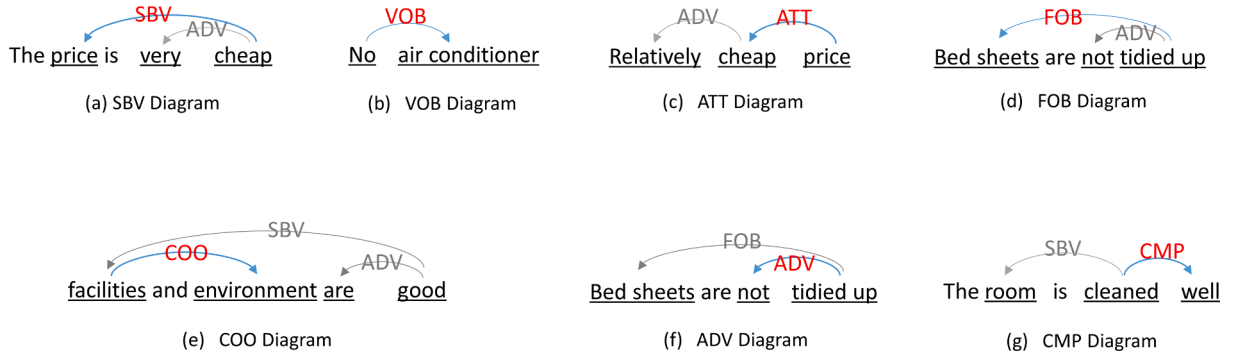 SBV
ADV
The price is very cheap
(a) SBV Diagram
VOB
No air conditioner
(b) VOB Diagram
ADV ATT
Relatively cheap price
(c) ATT Diagram
FOB
ADV
Bed sheets are not tidied up
(d) FOB Diagram
SBV
COO ADV
facilities and environment are good
(e) COO Diagram
FOB
ADV
Bed sheets are not tidied up
(f) ADV Diagram
SBV CMP
The room is cleaned well
(g) CMP Diagram